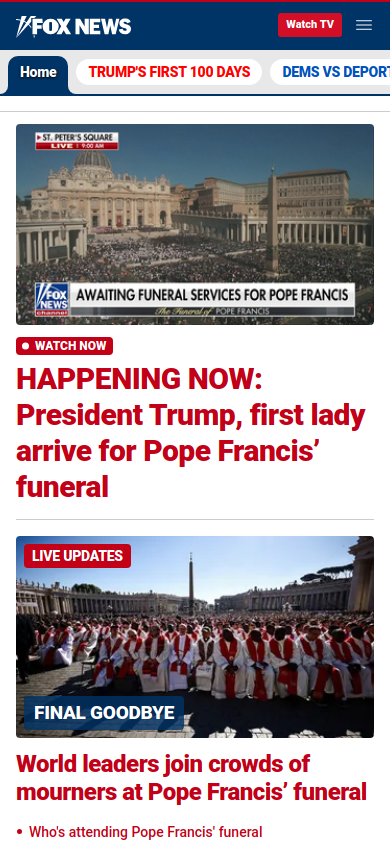 FOX NEWS
Watch TV
Home
TRUMP'S FIRST 100 DAYS
DEMS VS DEPORT
ST. PETER'S SQUARE
LIVE | 9:00 AM
FOX
NEWS
channel
AWAITING FUNERAL SERVICES FOR POPE FRANCIS
The Funeral of POPE FRANCIS
WATCH NOW
HAPPENING NOW:
President Trump, first lady
arrive for Pope Francis’
funeral
LIVE UPDATES
FINAL GOODBYE
World leaders join crowds of
mourners at Pope Francis’ funeral
• Who's attending Pope Francis' funeral